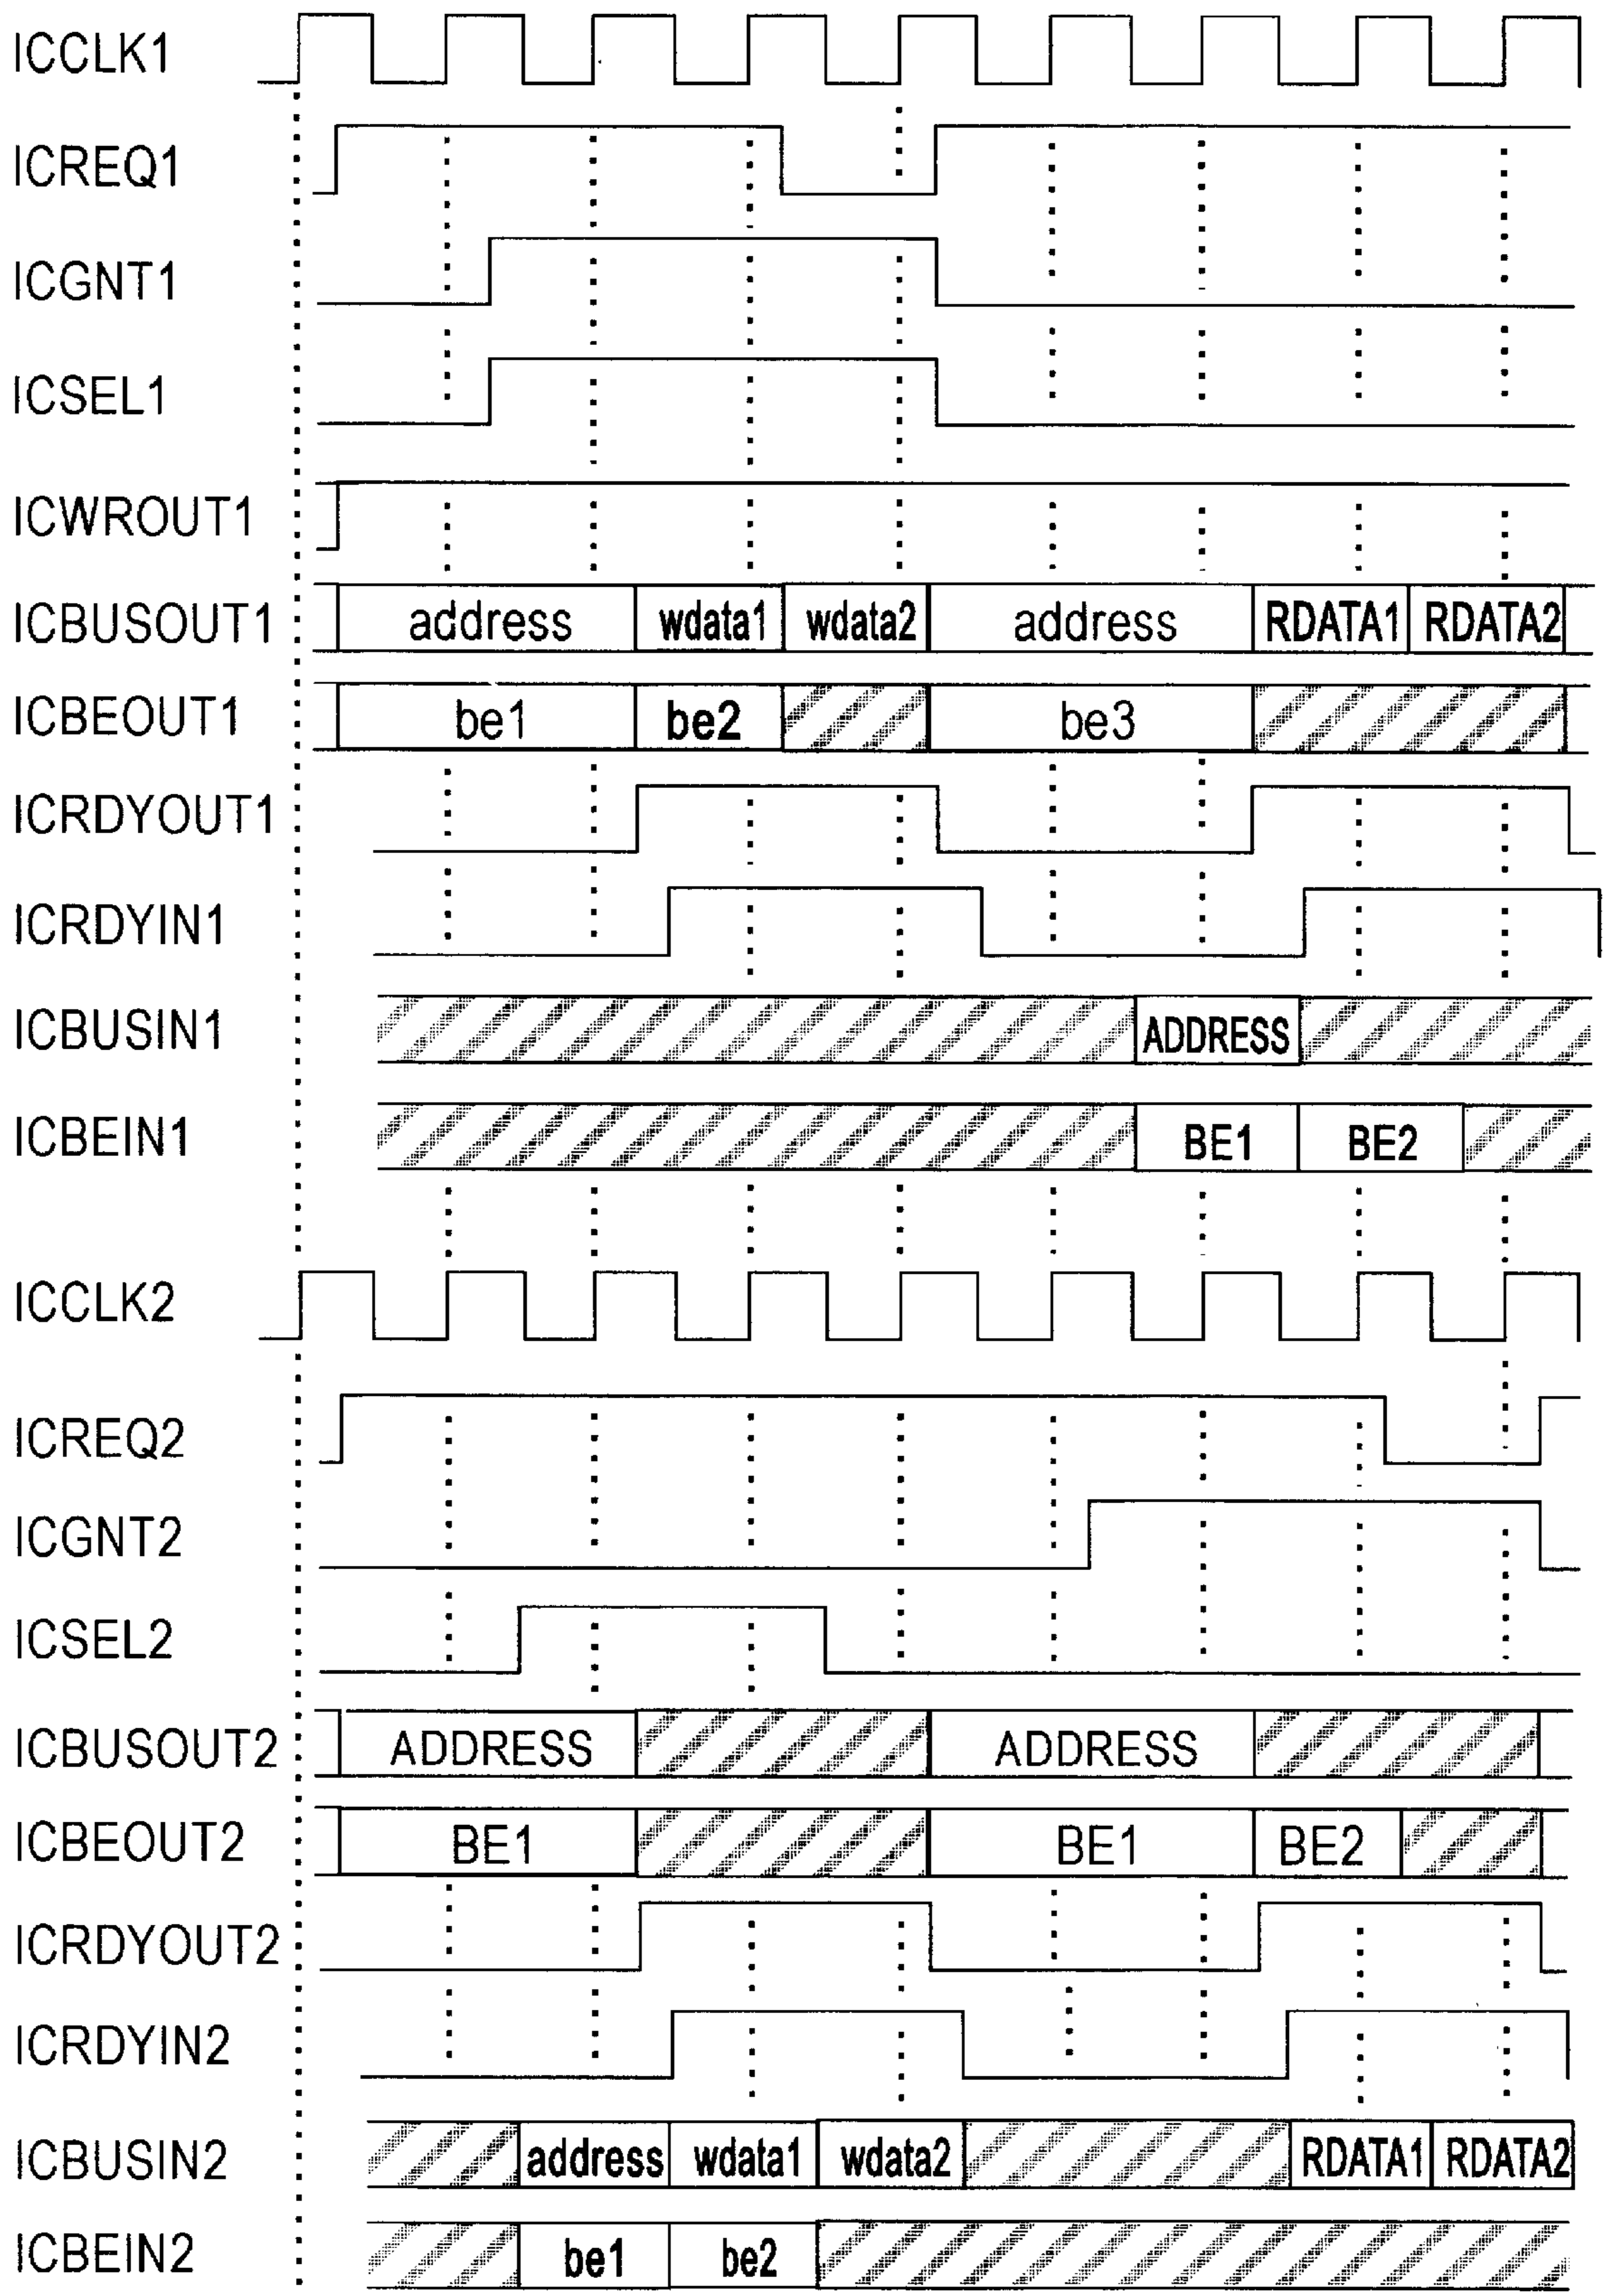 ICCLK1
ICREQ1
ICGNT1
ICSEL1
ICWROUT1
ICBUSOUT1 address wdata1 wdata2 address RDATA1 RDATA2
ICBEOUT1 be1 be2 be3
ICRDYOUT1
ICRDYIN1
ICBUSIN1 ADDRESS
ICBEIN1 BE1 BE2
ICCLK2
ICREQ2
ICGNT2
ICSEL2
ICBUSOUT2 ADDRESS ADDRESS
ICBEOUT2 BE1 BE1 BE2
ICRDYOUT2
ICRDYIN2
ICBUSIN2 address wdata1 wdata2 RDATA1 RDATA2
ICBEIN2 be1 be2